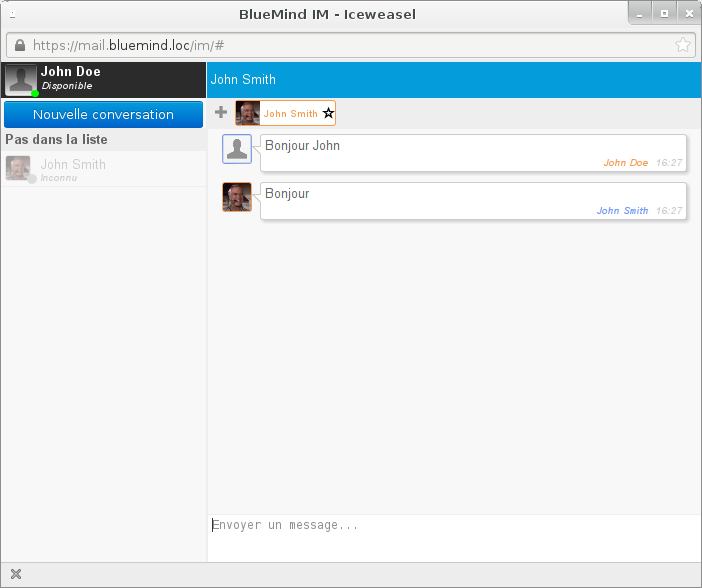 BlueMind IM - Iceweasel
https://mail.bluemind.loc/im/#
John Doe
Disponible
Nouvelle conversation
Pas dans la liste
John Smith
Inconnu
John Smith
John Smith
Bonjour John
John Doe 16:27
Bonjour
John Smith 16:27
Envoyer un message...